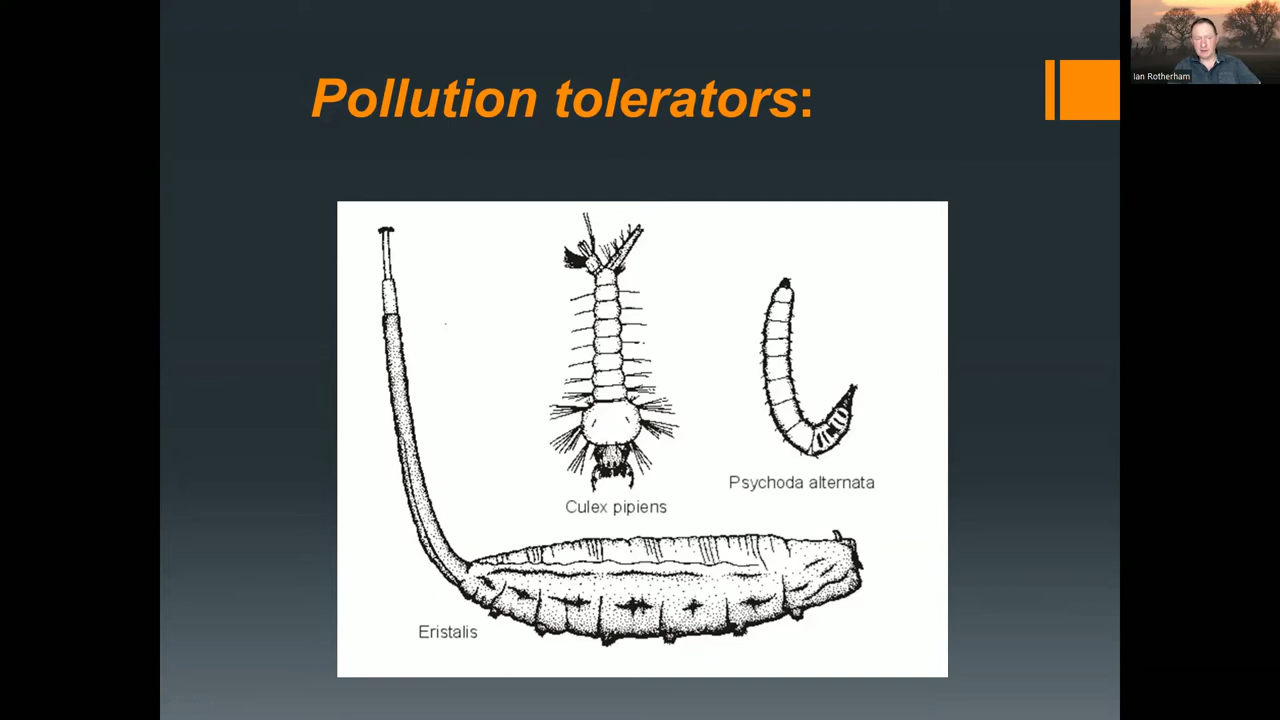 Pollution tolerators:
Ian Rotherham
Psychoda alternata
Culex pipiens
Eristalis